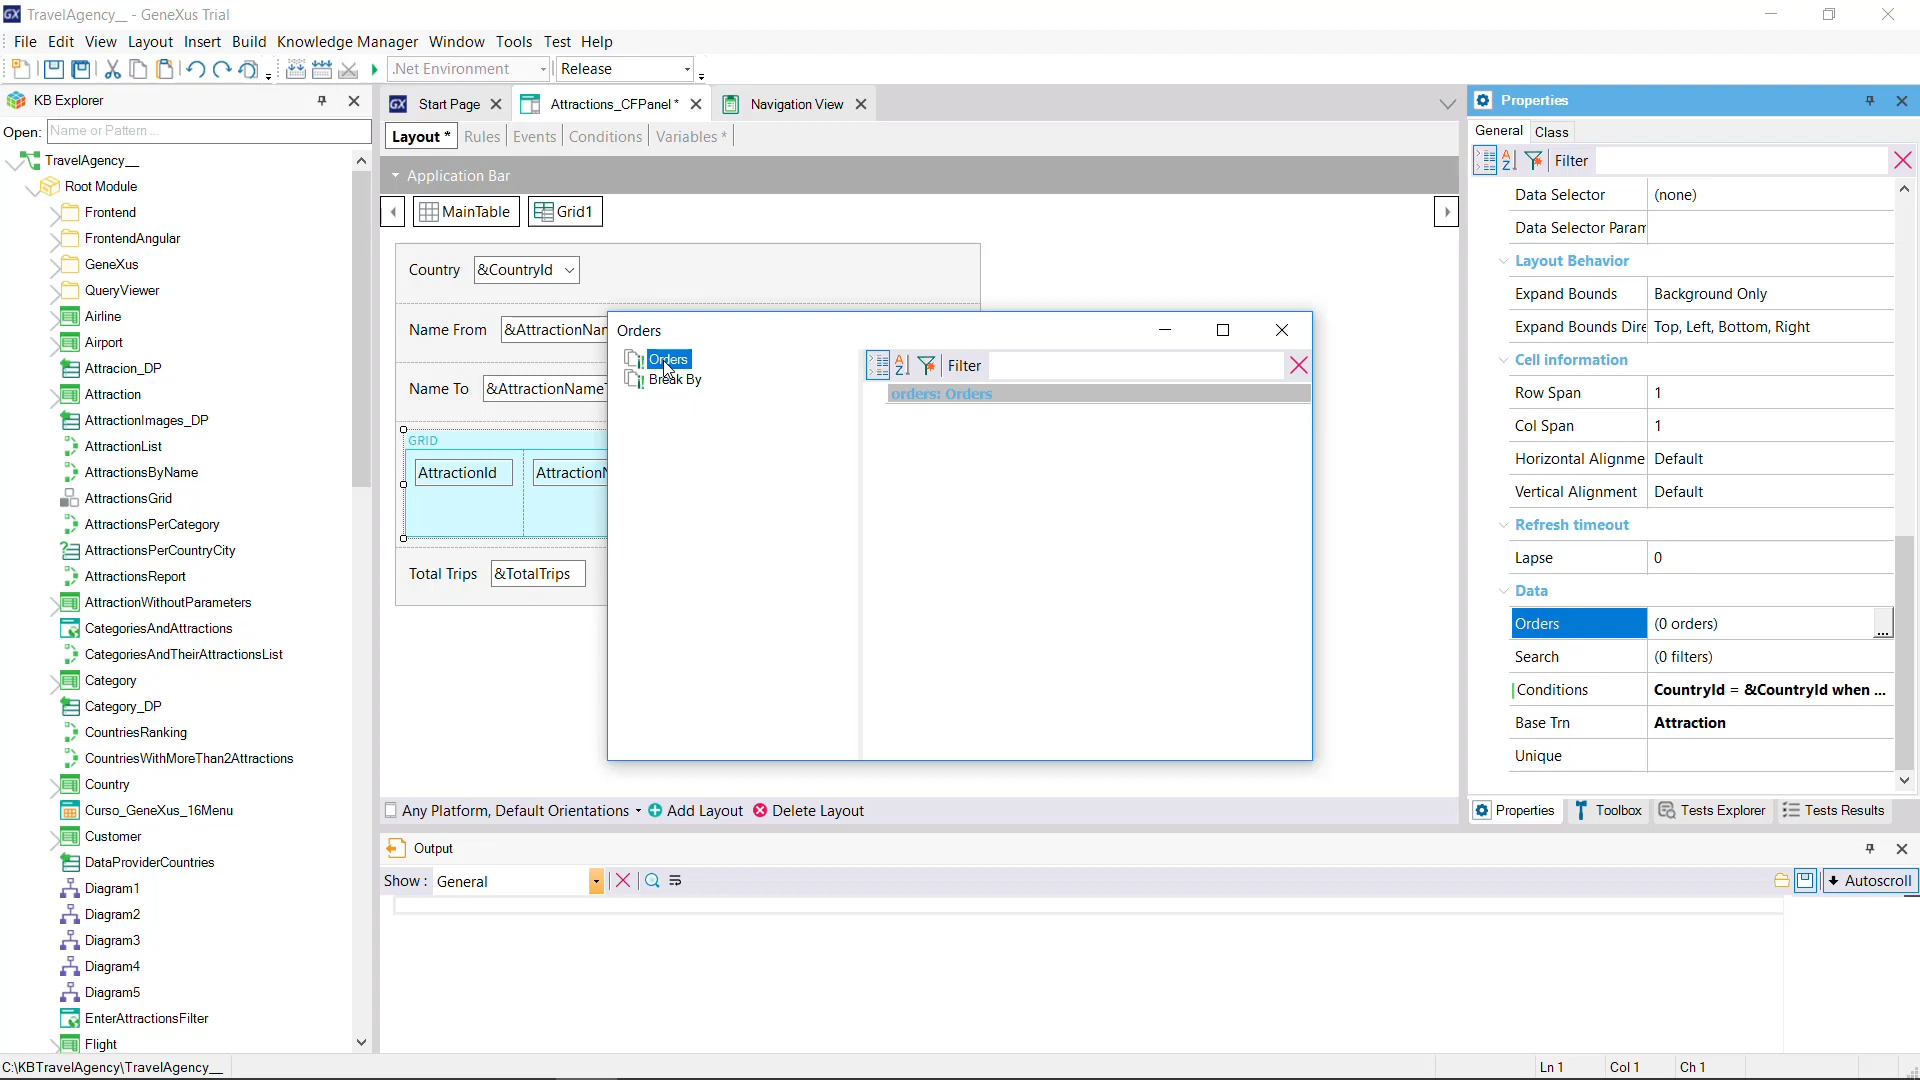 TravelAgency__ - GeneXus Trial
File Edit View Layout Insert Build Knowledge Manager Window Tools Test Help
.Net Environment Release
KB Explorer
Open: Name or Pattern ...
TravelAgency__
Root Module
Frontend
FrontendAngular
GeneXus
QueryViewer
Airline
Airport
Attracion_DP
Attraction
AttractionImages_DP
AttractionList
AttractionsByName
AttractionsGrid
AttractionsPerCategory
AttractionsPerCountryCity
AttractionsReport
AttractionWithoutParameters
CategoriesAndAttractions
CategoriesAndTheirAttractionsList
Category
Category_DP
CountriesRanking
CountriesWithMoreThan2Attractions
Country
Curso_GeneXus_16Menu
Customer
DataProviderCountries
Diagram1
Diagram2
Diagram3
Diagram4
Diagram5
EnterAttractionsFilter
Flight
Start Page Attractions_CFPanel * Navigation View
Layout * Rules Events Conditions Variables *
Application Bar
MainTable Grid1
Country &CountryId
Name From &AttractionNar
Name To &AttractionNameT
GRID
AttractionId AttractionN
Total Trips &TotalTrips
Orders
Orders
Break By
Filter
orders: Orders
Any Platform, Default Orientations Add Layout Delete Layout
Output
Show : General
Autoscroll
Properties
General Class
Filter
Data Selector (none)
Data Selector Param
Layout Behavior
Expand Bounds Background Only
Expand Bounds Dire Top, Left, Bottom, Right
Cell information
Row Span 1
Col Span 1
Horizontal Alignme Default
Vertical Alignment Default
Refresh timeout
Lapse 0
Data
Orders (0 orders) ...
Search (0 filters)
Conditions CountryId = &CountryId when ...
Base Trn Attraction
Unique
Properties Toolbox Tests Explorer Tests Results
C:\KBTravelAgency\TravelAgency__ Ln 1 Col 1 Ch 1